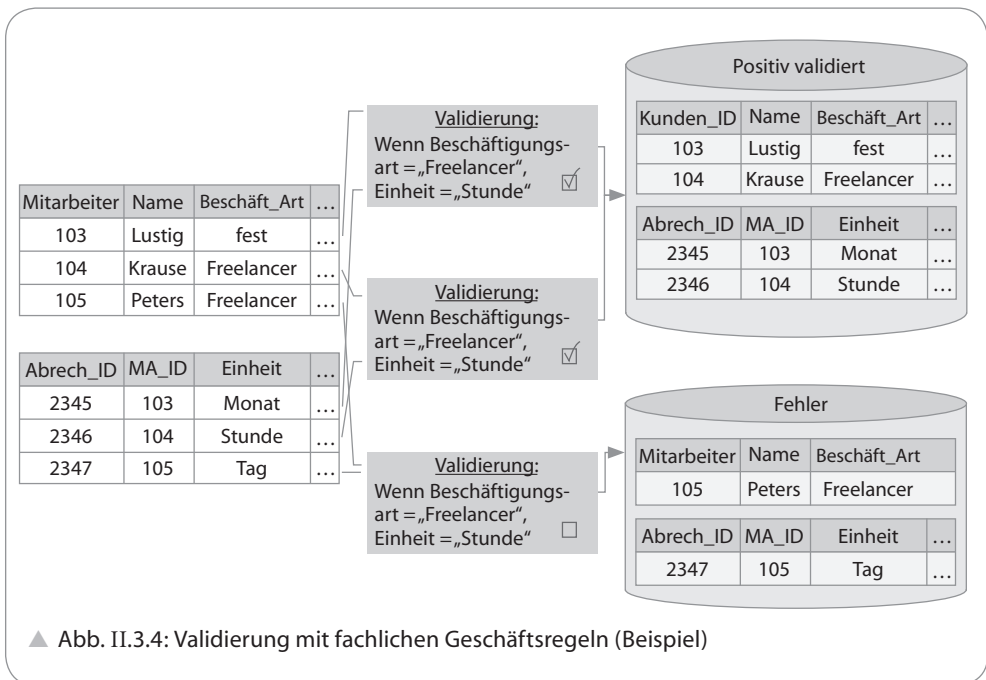 Mitarbeiter Name Beschäft_Art …
103 Lustig fest …
104 Krause Freelancer …
105 Peters Freelancer …
Abrech_ID MA_ID Einheit …
2345 103 Monat …
2346 104 Stunde …
2347 105 Tag …
Validierung:
Wenn Beschäftigungs-
art =„Freelancer“,
Einheit =„Stunde“ ☑
Validierung:
Wenn Beschäftigungs-
art =„Freelancer“,
Einheit =„Stunde“ ☑
Validierung:
Wenn Beschäftigungs-
art =„Freelancer“,
Einheit =„Stunde“ ☐
Positiv validiert
Kunden_ID Name Beschäft_Art …
103 Lustig fest …
104 Krause Freelancer …
Abrech_ID MA_ID Einheit …
2345 103 Monat …
2346 104 Stunde …
Fehler
Mitarbeiter Name Beschäft_Art
105 Peters Freelancer
Abrech_ID MA_ID Einheit …
2347 105 Tag …
▲ Abb. II.3.4: Validierung mit fachlichen Geschäftsregeln (Beispiel)